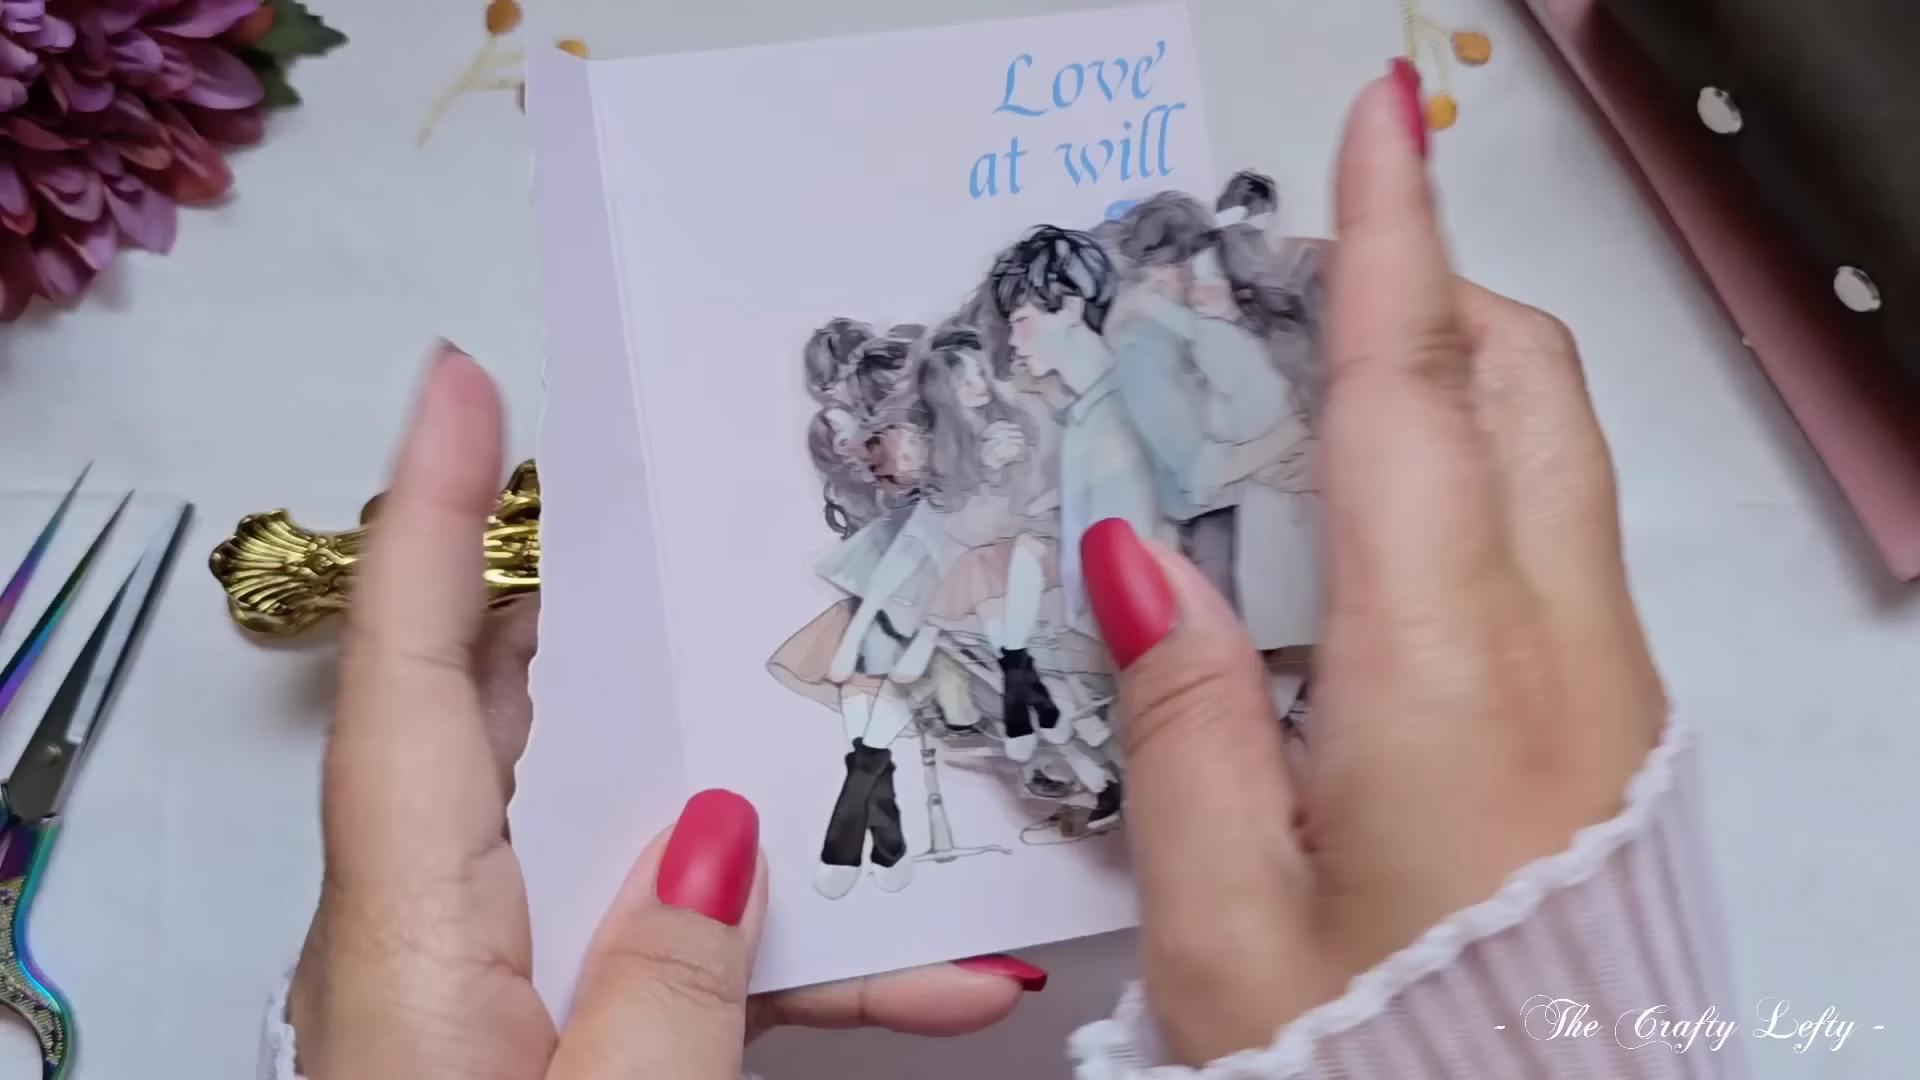 Love
at will
- The Crafty Lefty -